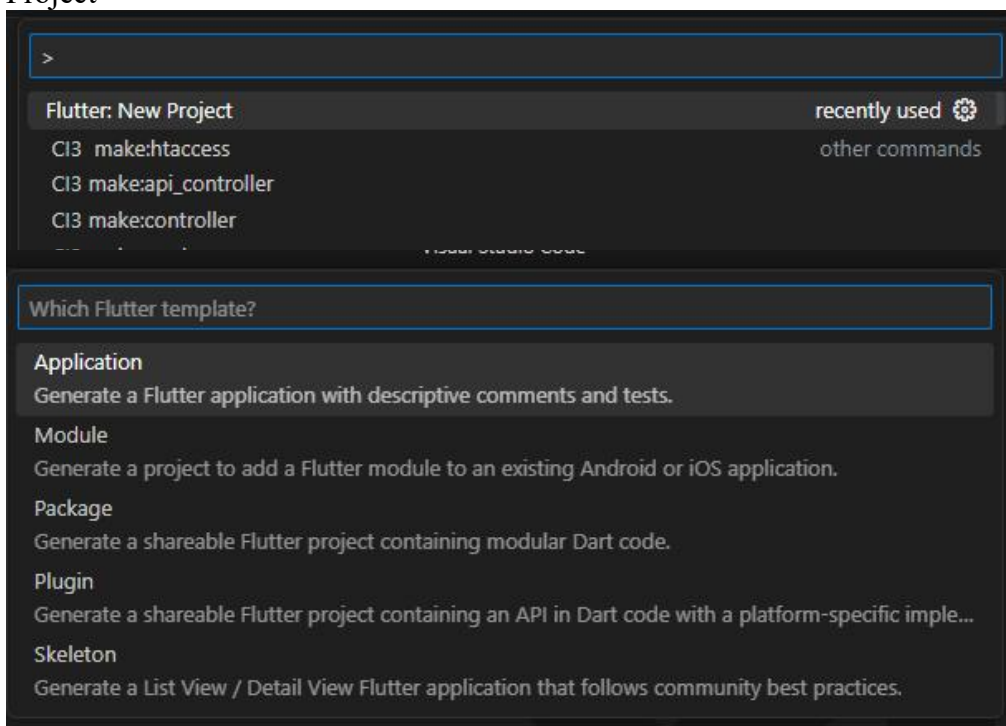 Project
>
Flutter: New Project recently used
CI3 make:htaccess other commands
CI3 make:api_controller
CI3 make:controller
Visual Studio Code
Which Flutter template?
Application
Generate a Flutter application with descriptive comments and tests.
Module
Generate a project to add a Flutter module to an existing Android or iOS application.
Package
Generate a shareable Flutter project containing modular Dart code.
Plugin
Generate a shareable Flutter project containing an API in Dart code with a platform-specific imple...
Skeleton
Generate a List View / Detail View Flutter application that follows community best practices.